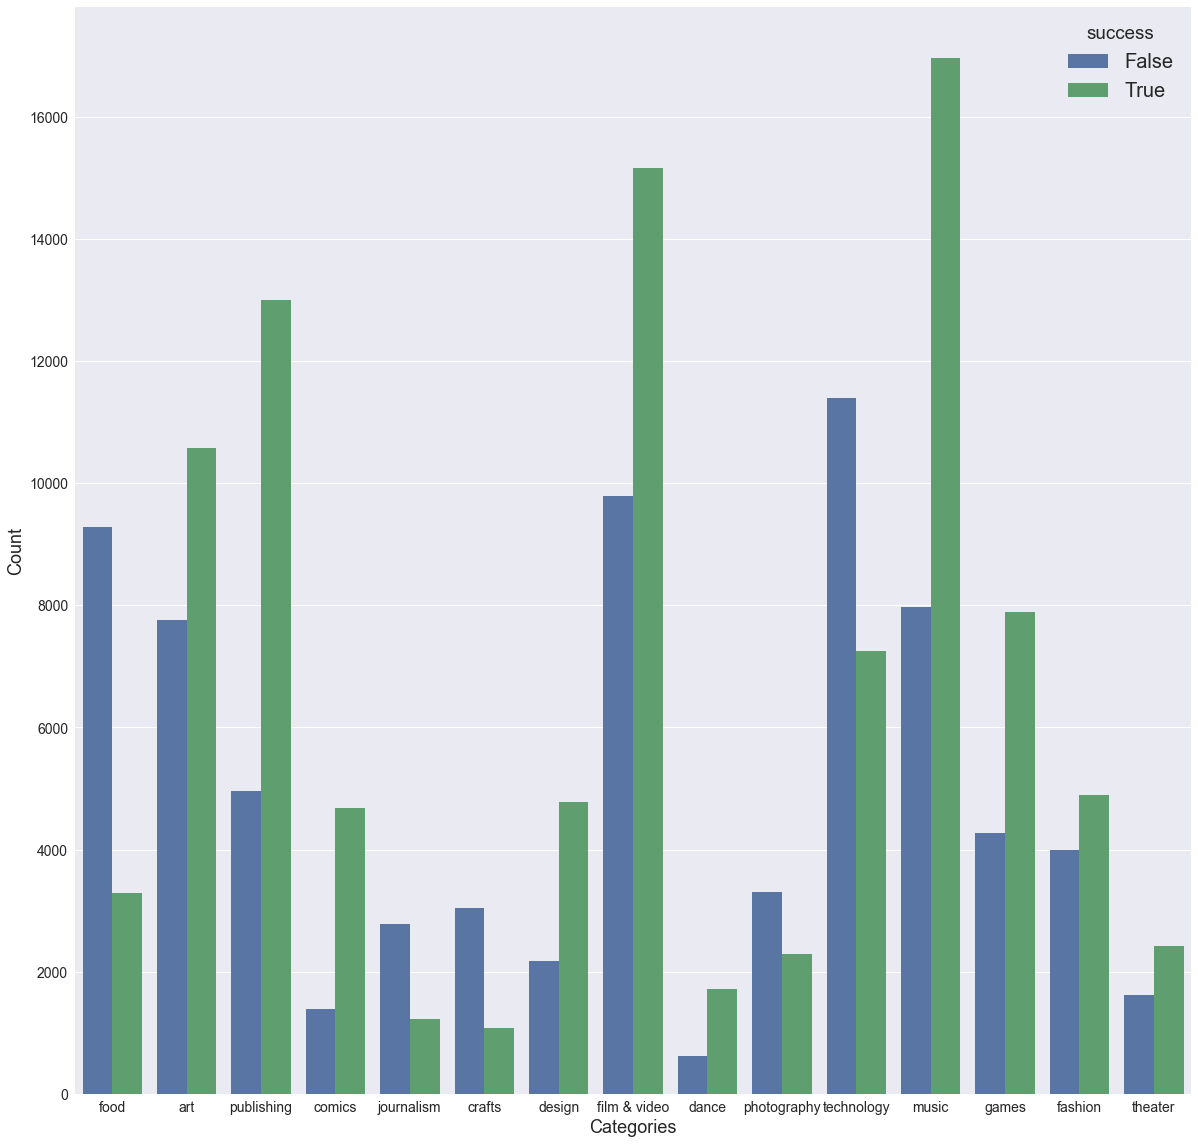 success
False
True
16000
14000
12000
10000
8000
6000
4000
2000
0
Count
food art publishing comics journalism crafts design film & video dance photography technology music games fashion theater
Categories